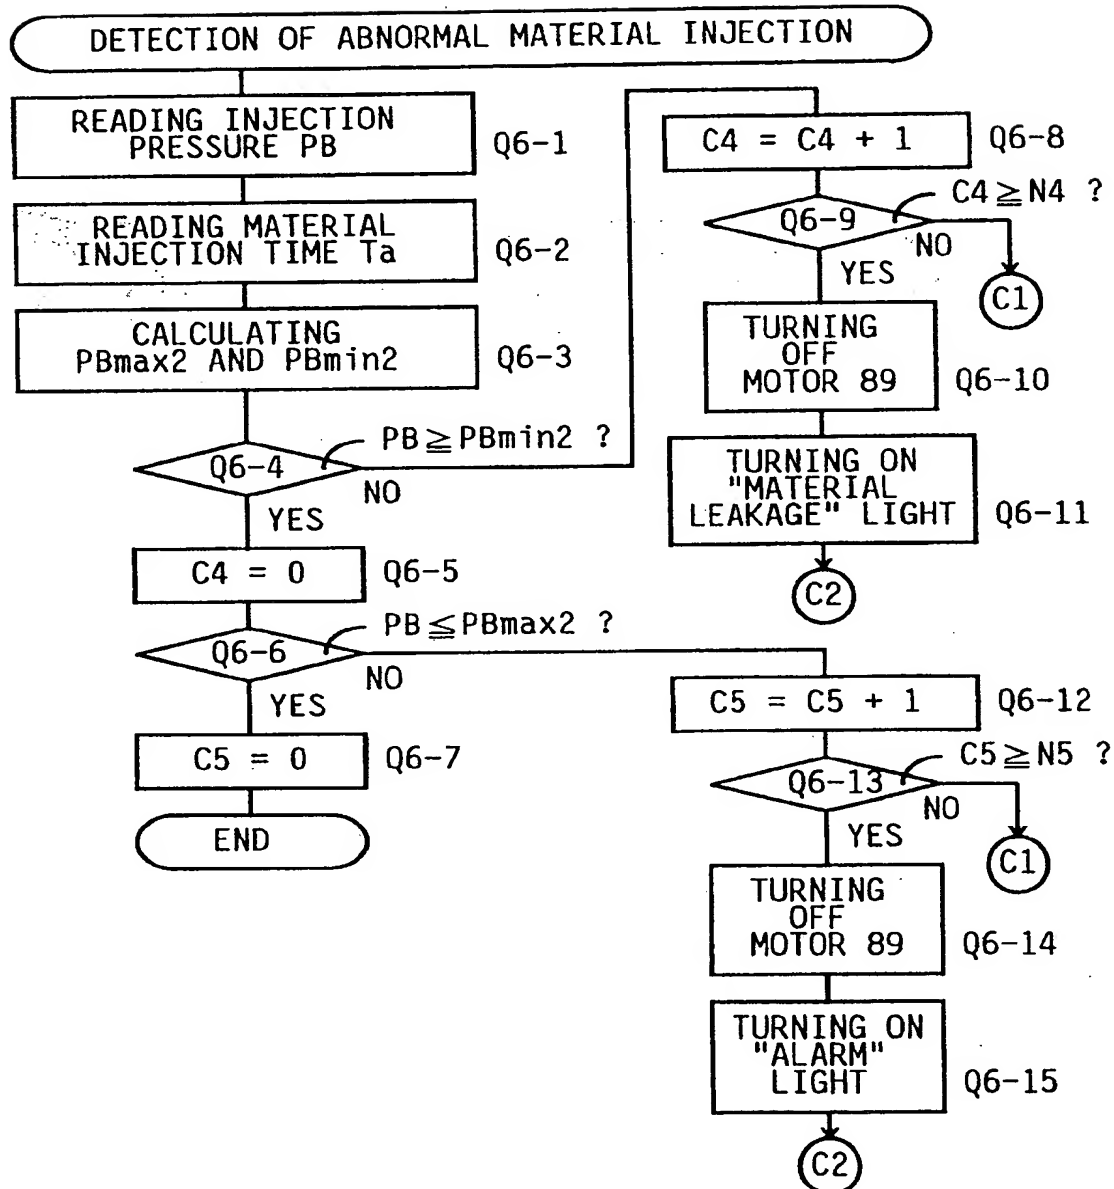 DETECTION OF ABNORMAL MATERIAL INJECTION
READING INJECTION
PRESSURE PB
Q6-1
READING MATERIAL
INJECTION TIME Ta
Q6-2
CALCULATING
PBmax2 AND PBmin2
Q6-3
PB≧PBmin2 ?
Q6-4
NO
YES
C4 = 0
Q6-5
PB≦PBmax2 ?
Q6-6
NO
YES
C5 = 0
Q6-7
END
C4 = C4 + 1
Q6-8
C4≧N4 ?
Q6-9
NO
YES
C1
TURNING
OFF
MOTOR 89
Q6-10
TURNING ON
"MATERIAL
LEAKAGE" LIGHT
Q6-11
C2
C5 = C5 + 1
Q6-12
C5≧N5 ?
Q6-13
NO
YES
C1
TURNING
OFF
MOTOR 89
Q6-14
TURNING ON
"ALARM"
LIGHT
Q6-15
C2